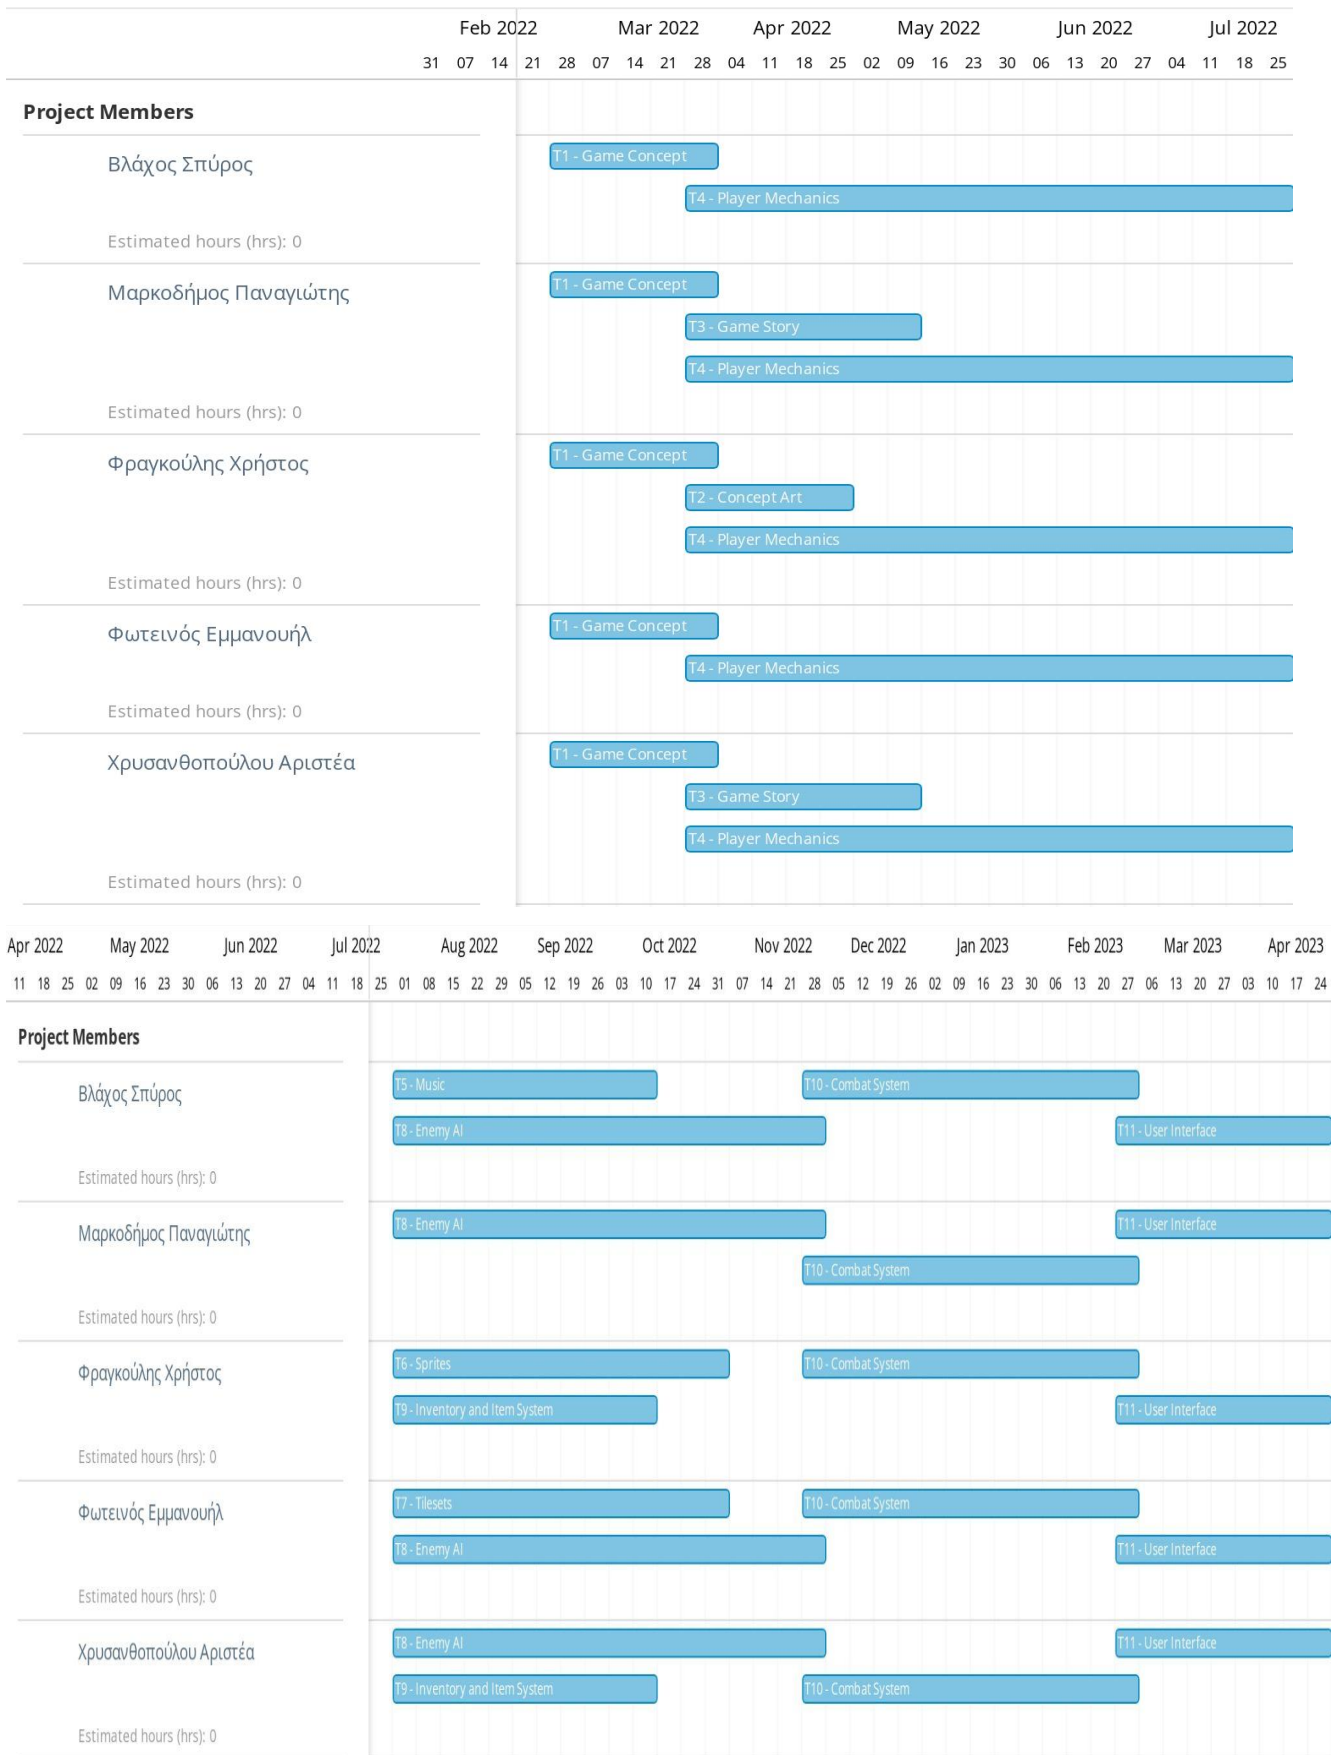 Feb 2022 Mar 2022 Apr 2022 May 2022 Jun 2022 Jul 2022
31 07 14 21 28 07 14 21 28 04 11 18 25 02 09 16 23 30 06 13 20 27 04 11 18 25
Project Members
Βλάχος Σπύρος
T1 - Game Concept
T4 - Player Mechanics
Estimated hours (hrs): 0
Μαρκοδήμος Παναγιώτης
T1 - Game Concept
T3 - Game Story
T4 - Player Mechanics
Estimated hours (hrs): 0
Φραγκούλης Χρήστος
T1 - Game Concept
T2 - Concept Art
T4 - Player Mechanics
Estimated hours (hrs): 0
Φωτεινός Εμμανουήλ
T1 - Game Concept
T4 - Player Mechanics
Estimated hours (hrs): 0
Χρυσανθοπούλου Αριστέα
T1 - Game Concept
T3 - Game Story
T4 - Player Mechanics
Estimated hours (hrs): 0
Apr 2022 May 2022 Jun 2022 Jul 2022 Aug 2022 Sep 2022 Oct 2022 Nov 2022 Dec 2022 Jan 2023 Feb 2023 Mar 2023 Apr 2023
11 18 25 02 09 16 23 30 06 13 20 27 04 11 18 25 01 08 15 22 29 05 12 19 26 03 10 17 24 31 07 14 21 28 05 12 19 26 02 09 16 23 30 06 13 20 27 06 13 20 27 03 10 17 24
Project Members
Βλάχος Σπύρος
T5 - Music T10 - Combat System
T8 - Enemy AI T11 - User Interface
Estimated hours (hrs): 0
Μαρκοδήμος Παναγιώτης
T8 - Enemy AI T11 - User Interface
T10 - Combat System
Estimated hours (hrs): 0
Φραγκούλης Χρήστος
T6 - Sprites T10 - Combat System
T9 - Inventory and Item System T11 - User Interface
Estimated hours (hrs): 0
Φωτεινός Εμμανουήλ
T7 - Tilesets T10 - Combat System
T8 - Enemy AI T11 - User Interface
Estimated hours (hrs): 0
Χρυσανθοπούλου Αριστέα
T8 - Enemy AI T11 - User Interface
T9 - Inventory and Item System T10 - Combat System
Estimated hours (hrs): 0